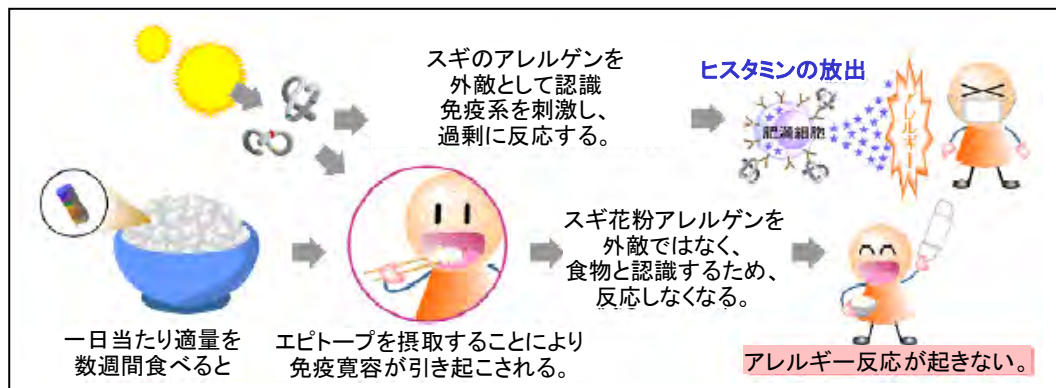 スギのアレルゲンを
外敵として認識
免疫系を刺激し、
過剰に反応する。
ヒスタミンの放出
肥満細胞
アレルギー
スギ花粉アレルゲンを
外敵ではなく、
食物と認識するため、
反応しなくなる。
一日当たり適量を
数週間食べると
エピトープを摂取することにより
免疫寛容が引き起こされる。
アレルギー反応が起きない。